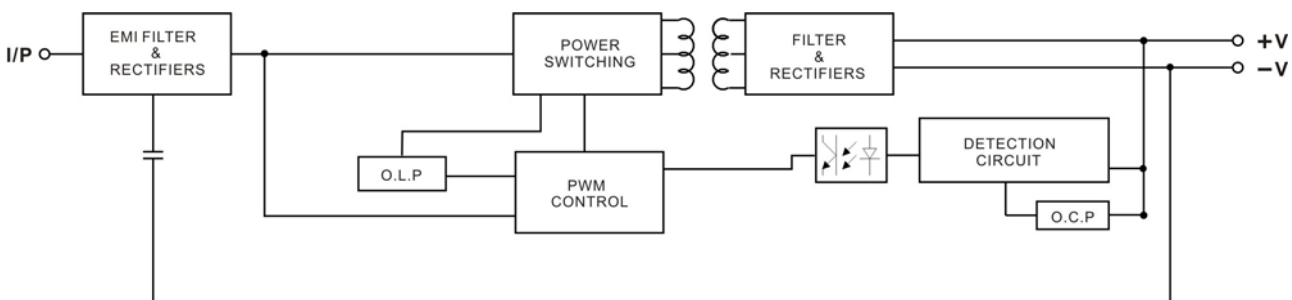 I/P
EMI FILTER
&
RECTIFIERS
POWER
SWITCHING
FILTER
&
RECTIFIERS
+V
−V
O.L.P
PWM
CONTROL
DETECTION
CIRCUIT
O.C.P